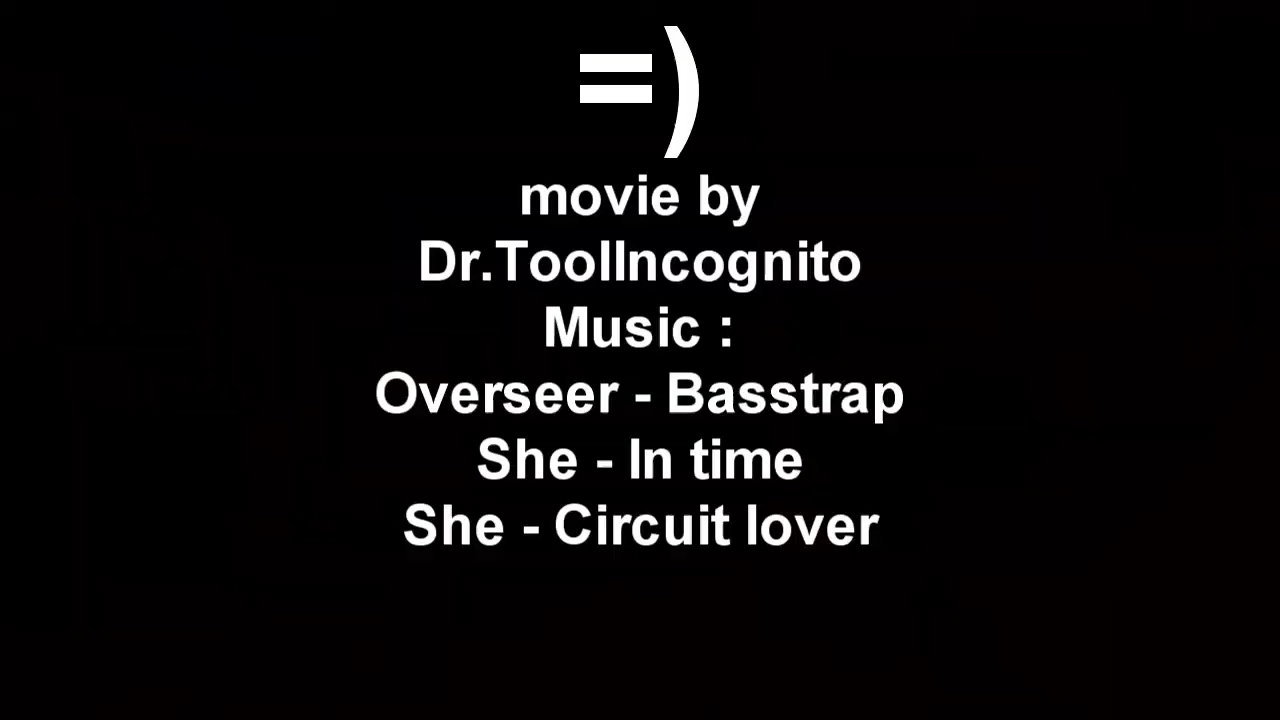 =)
movie by
Dr.ToolIncognito
Music :
Overseer - Basstrap
She - In time
She - Circuit lover